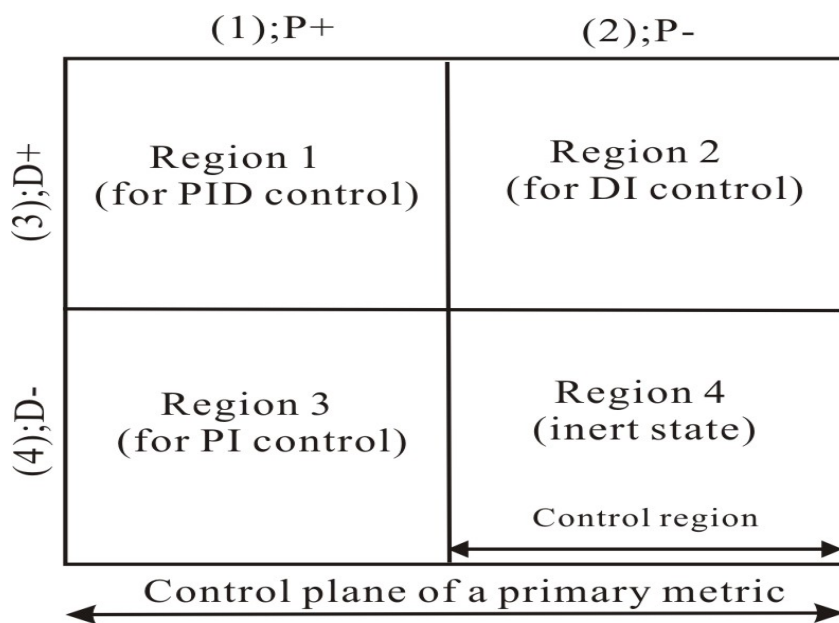 (1);P+ (2);P-
(3);D+
Region 1
(for PID control)
Region 2
(for DI control)
(4);D-
Region 3
(for PI control)
Region 4
(inert state)
Control region
Control plane of a primary metric